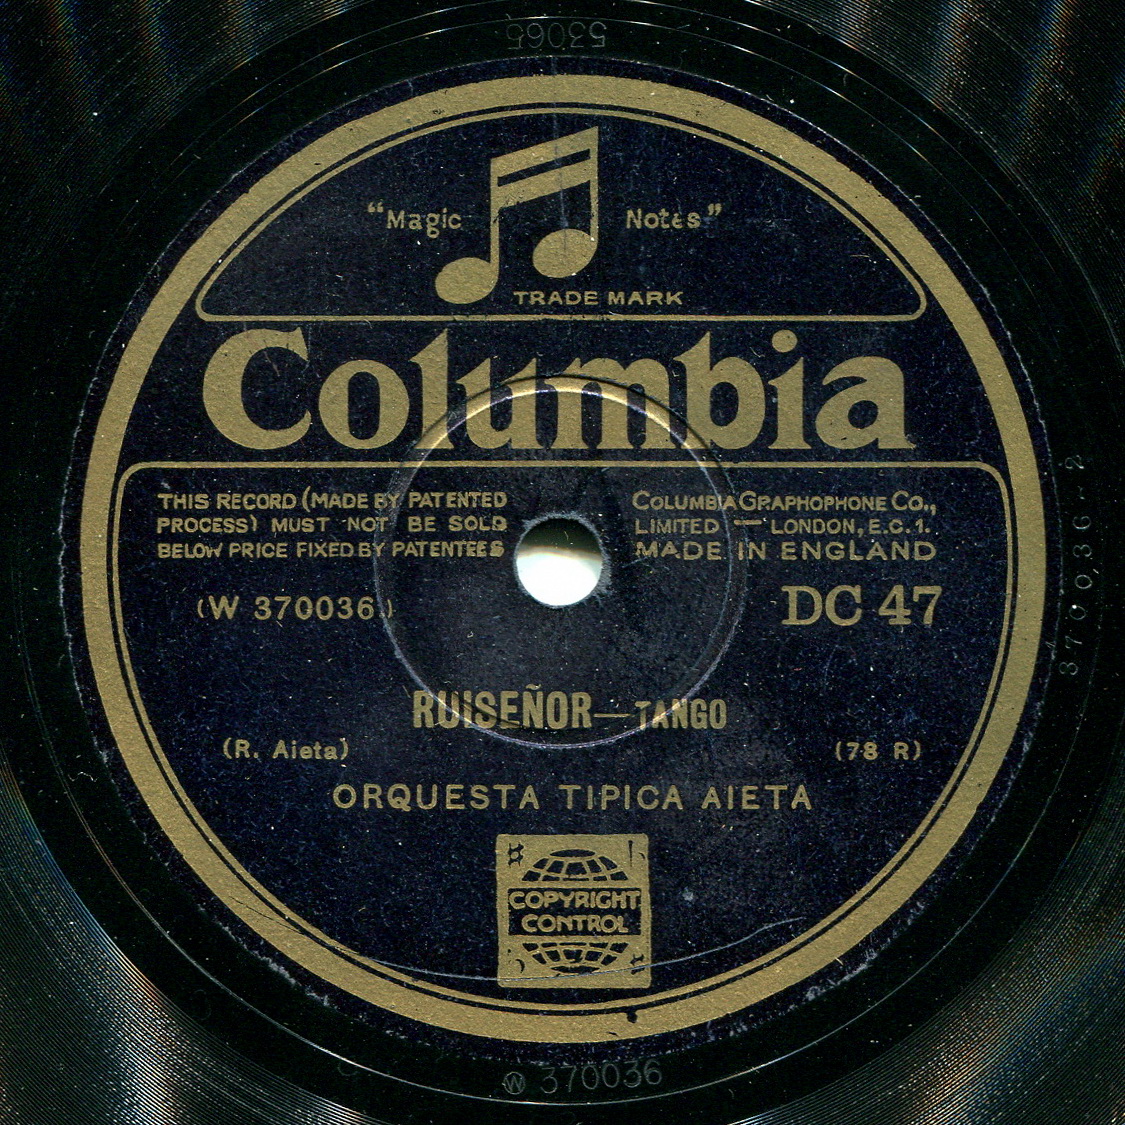 53065
"Magic Notes"
TRADE MARK
Columbia
THIS RECORD (MADE BY PATENTED
PROCESS) MUST NOT BE SOLD
BELOW PRICE FIXED BY PATENTEES
COLUMBIA GRAPHOPHONE CO.,
LIMITED — LONDON, E.C.1.
MADE IN ENGLAND
(W 370036)
DC 47
RUISEÑOR — TANGO
(R. Aieta)
(78 R)
ORQUESTA TIPICA AIETA
COPYRIGHT
CONTROL
W 370036
370036-2